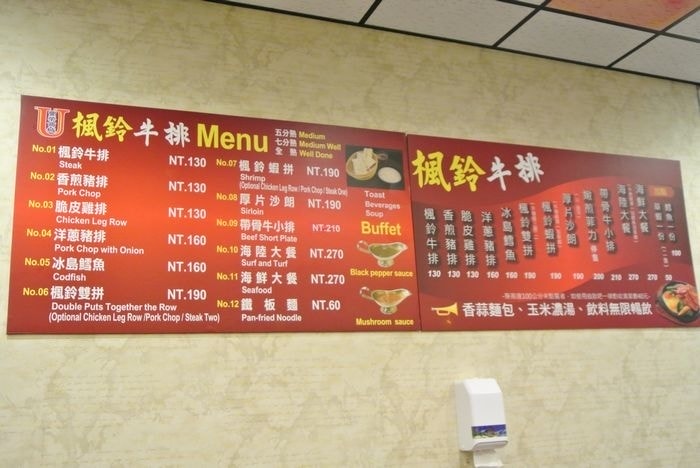 楓鈴牛排 Menu
五分熟 Medium
七分熟 Medium Well
全 熟 Well Done
No.01 楓鈴牛排 NT.130
Steak
No.02 香煎豬排 NT.130
Pork Chop
No.03 脆皮雞排 NT.130
Chicken Leg Row
No.04 洋蔥豬排 NT.160
Pork Chop with Onion
No.05 冰島鱈魚 NT.160
Codfish
No.06 楓鈴雙拼 NT.190
Double Puts Together the Row
(Optional Chicken Leg Row /Pork Chop / Steak Two)
No.07 楓鈴蝦拼 NT.190
Shrimp
(Optional Chicken Leg Row / Pork Chop / Steak One)
No.08 厚片沙朗 NT.190
Sirloin
No.09 帶骨牛小排 NT.210
Beef Short Plate
No.10 海陸大餐 NT.270
Surf and Turf
No.11 海鮮大餐 NT.270
Seafood
No.12 鐵板麵 NT.60
Pan-fried Noodle
Toast
Beverages
Soup
Buffet
Black pepper sauce
Mushroom sauce
楓鈴牛排
楓鈴牛排 130
香煎豬排 130
脆皮雞排 130
洋蔥豬排 160
冰島鱈魚 160
楓鈴雙拼 190
楓鈴蝦拼 190
厚片沙朗 190
200
帶骨牛小排 210
海陸大餐 270
海鮮大餐 270
50
100
香蒜麵包、玉米濃湯、飲料無限暢飲